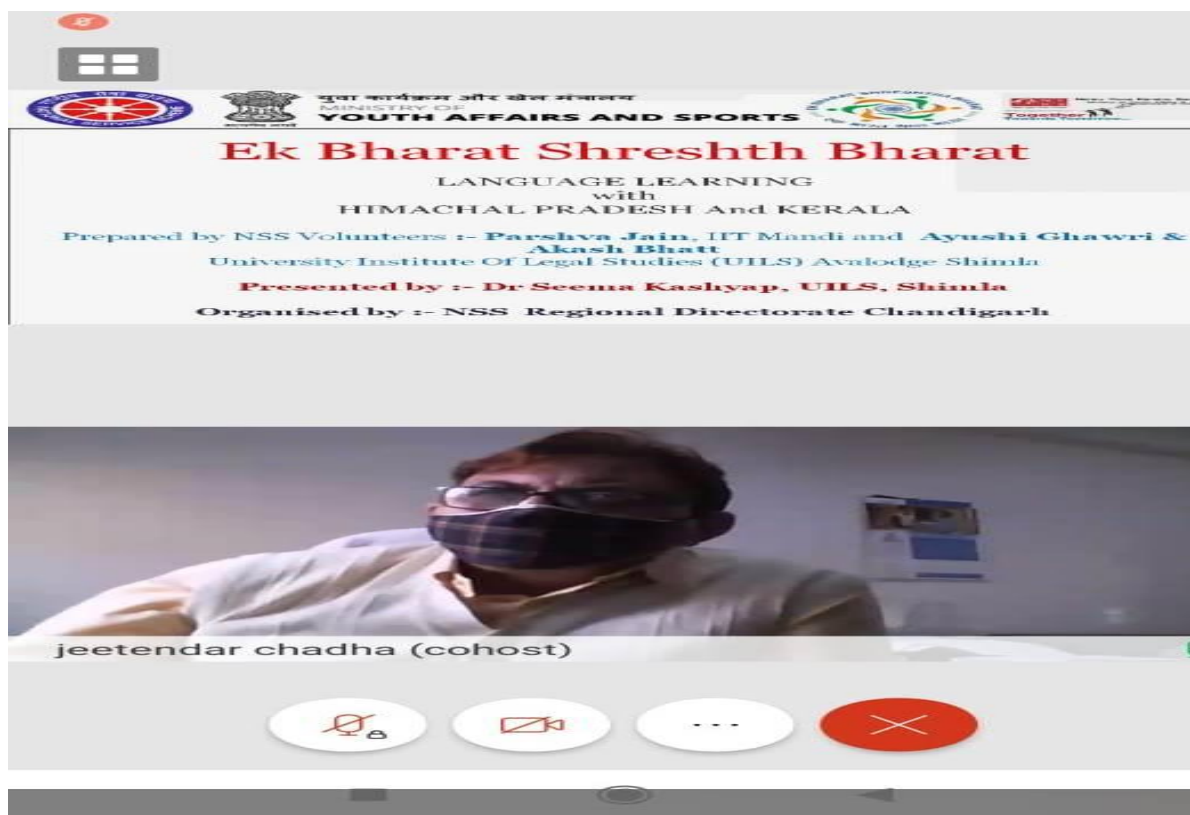 युवा कार्यक्रम और खेल मंत्रालय
MINISTRY OF
YOUTH AFFAIRS AND SPORTS
Together
Ek Bharat Shreshth Bharat
LANGUAGE LEARNING
with
HIMACHAL PRADESH And KERALA
Prepared by NSS Volunteers :- Parshva Jain, IIT Mandi and Ayushi Ghawri &
Akash Bhatt
University Institute Of Legal Studies (UILS) Avalodge Shimla
Presented by :- Dr Seema Kashyap, UILS, Shimla
Organised by :- NSS Regional Directorate Chandigarh
jeetendar chadha (cohost)